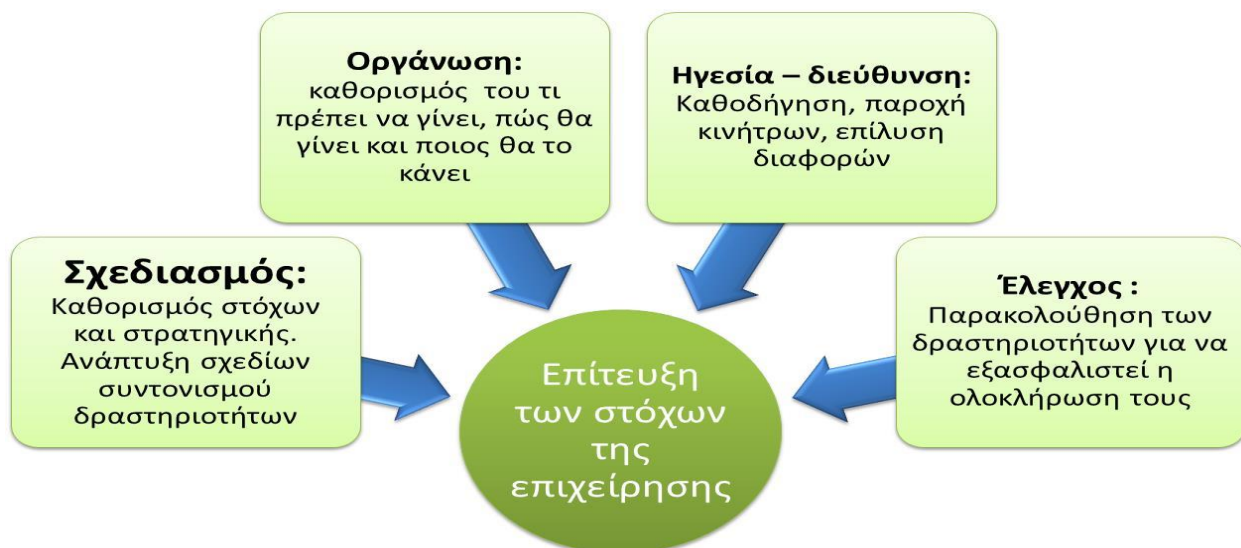 Οργάνωση:
καθορισμός του τι
πρέπει να γίνει, πώς θα
γίνει και ποιος θα το
κάνει
Ηγεσία – διεύθυνση:
Καθοδήγηση, παροχή
κινήτρων, επίλυση
διαφορών
Σχεδιασμός:
Καθορισμός στόχων
και στρατηγικής.
Ανάπτυξη σχεδίων
συντονισμού
δραστηριοτήτων
Έλεγχος :
Παρακολούθηση των
δραστηριοτήτων για να
εξασφαλιστεί η
ολοκλήρωση τους
Επίτευξη
των στόχων
της
επιχείρησης